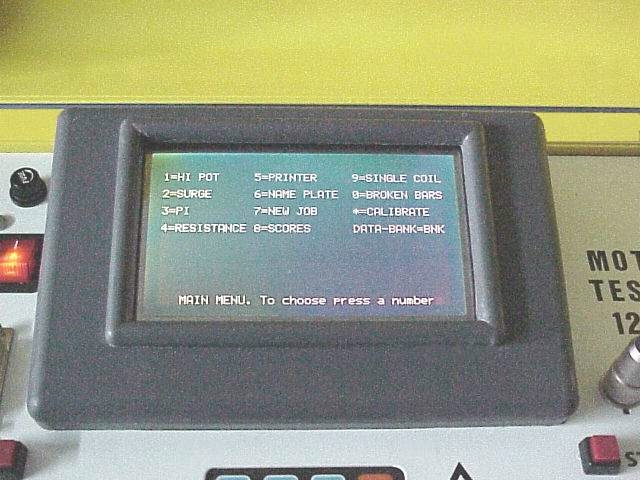 1=HI POT 5=PRINTER 9=SINGLE COIL
2=SURGE 6=NAME PLATE 0=BROKEN BARS
3=PI 7=NEW JOB *=CALIBRATE
4=RESISTANCE 8=SCORES DATA-BANK=BNK
MAIN MENU. To choose press a number
MOT
TES
12
ST